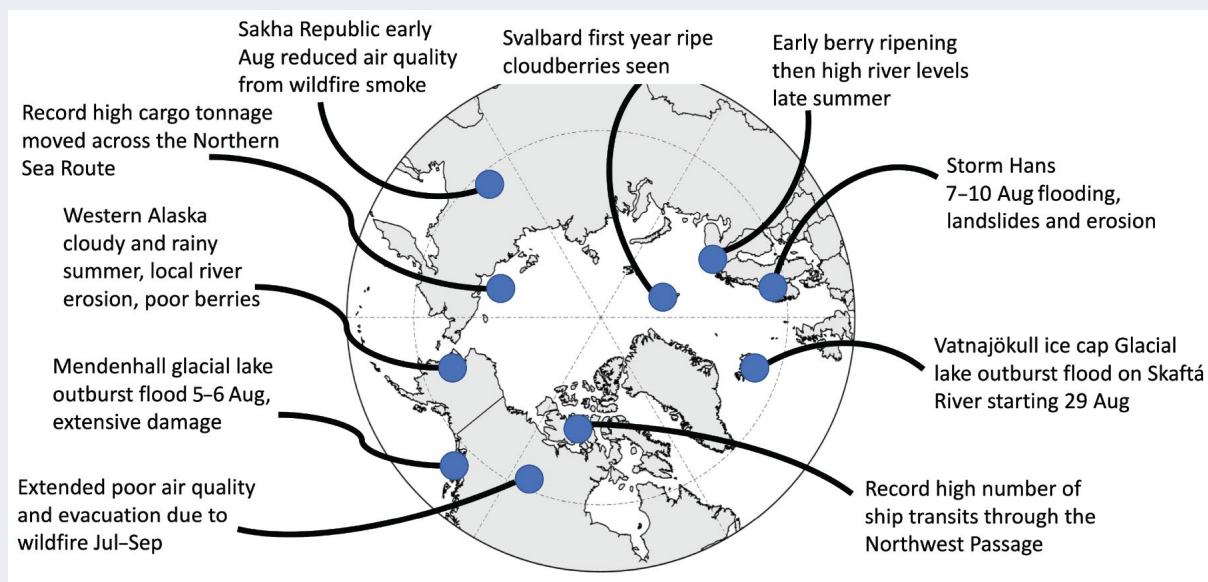 Sakha Republic early
Aug reduced air quality
from wildfire smoke
Svalbard first year ripe
cloudberries seen
Early berry ripening
then high river levels
late summer
Record high cargo tonnage
moved across the Northern
Sea Route
Storm Hans
7–10 Aug flooding,
landslides and erosion
Western Alaska
cloudy and rainy
summer, local river
erosion, poor berries
Vatnajökull ice cap Glacial
lake outburst flood on Skaftá
River starting 29 Aug
Mendenhall glacial lake
outburst flood 5–6 Aug,
extensive damage
Extended poor air quality
and evacuation due to
wildfire Jul–Sep
Record high number of
ship transits through the
Northwest Passage